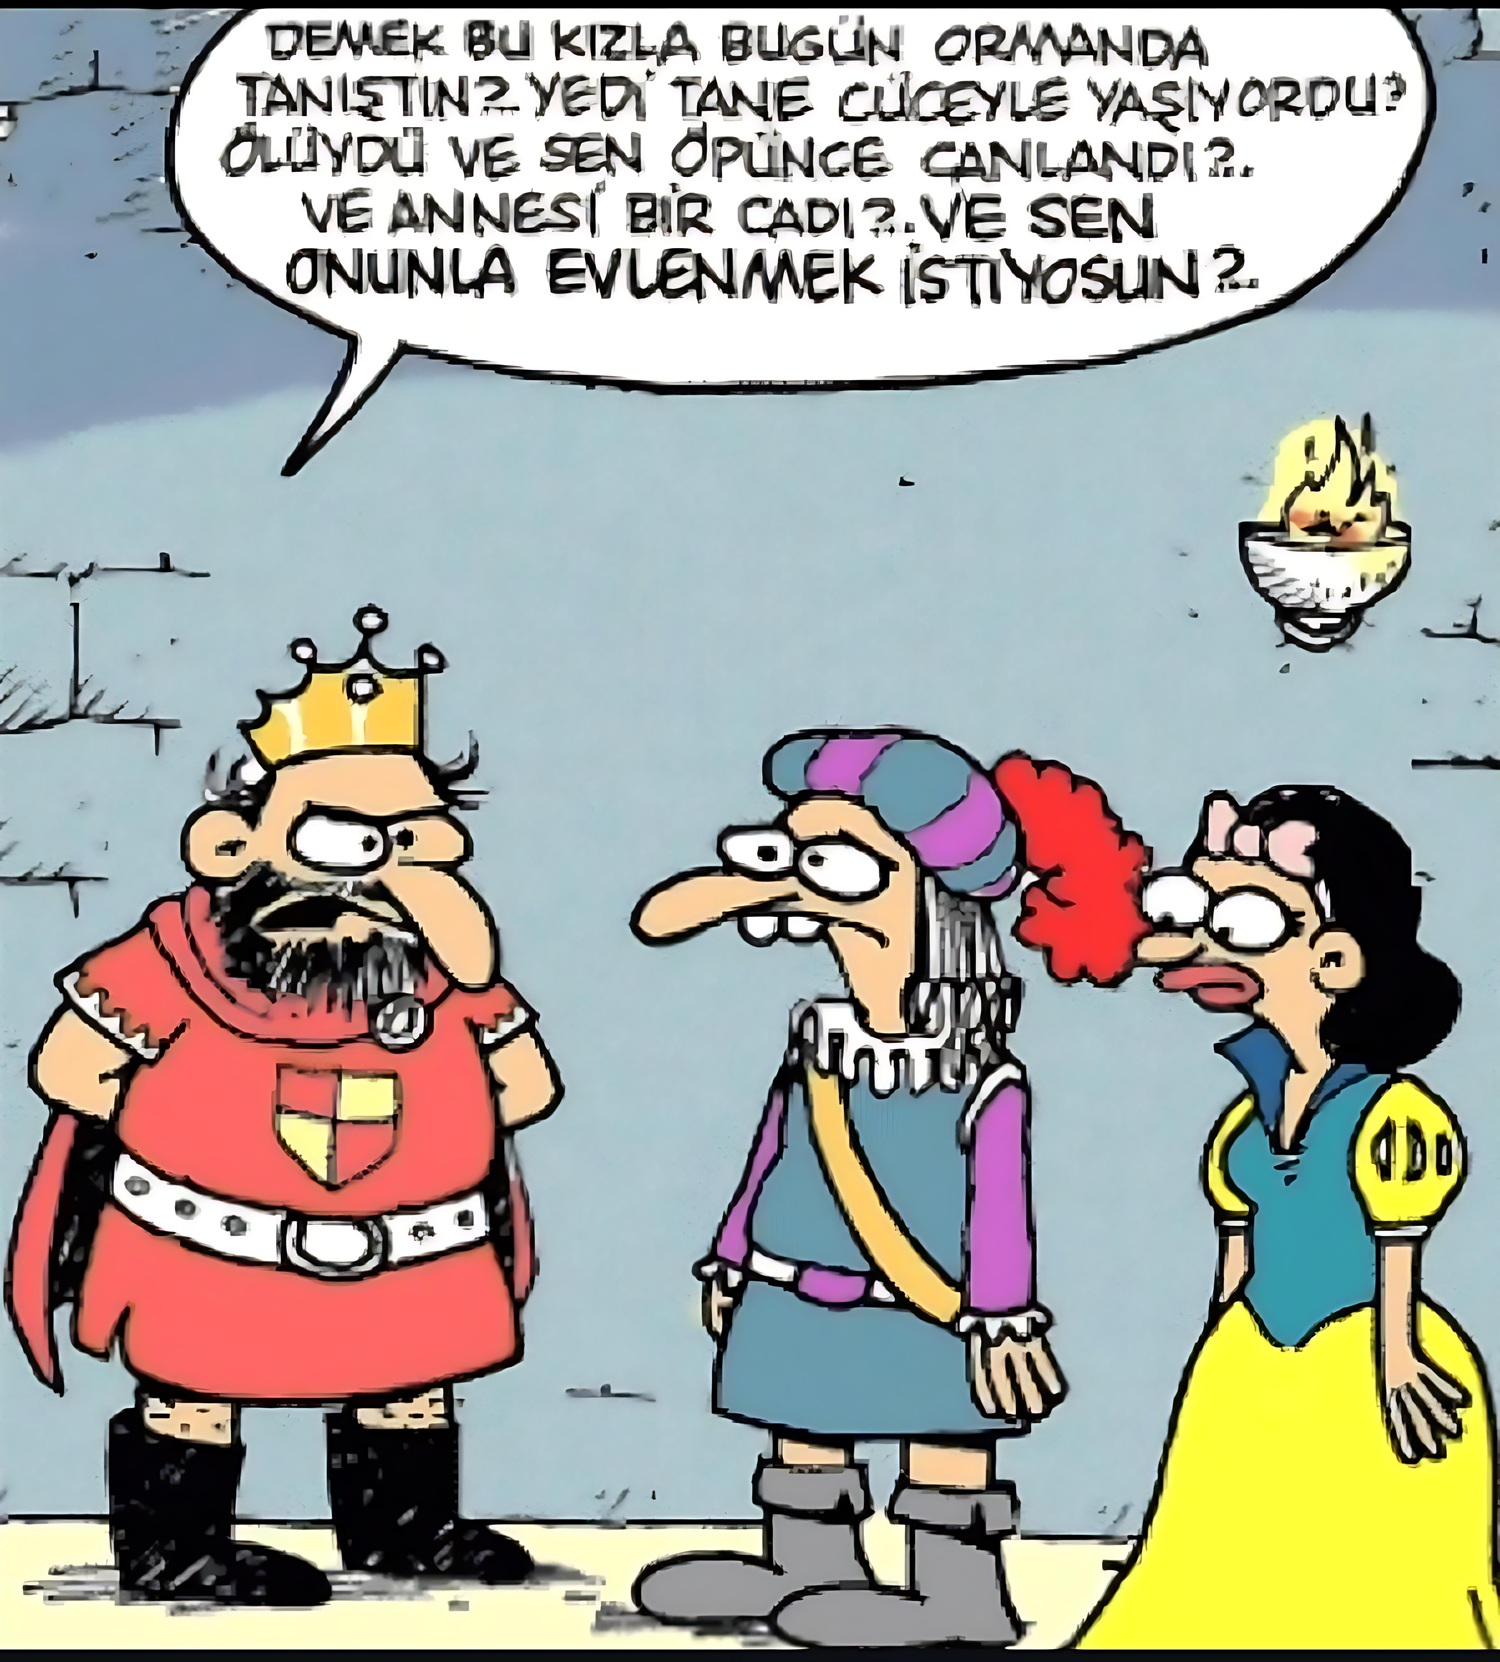 DEMEK BU KIZLA BUGÜN ORMANDA
TANIŞTIN? YEDİ TANE CÜCEYLE YAŞIYORDU?
ÖLÜYDÜ VE SEN ÖPÜNCE CANLANDI?.
VE ANNESİ BİR CADI?. VE SEN
ONUNLA EVLENMEK İSTİYOSUN?.